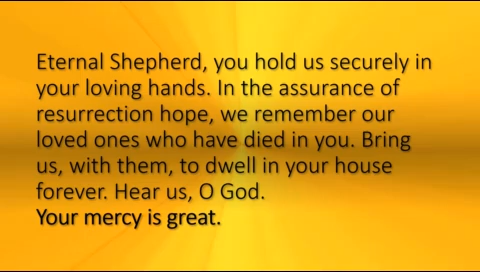 Eternal Shepherd, you hold us securely in
your loving hands. In the assurance of
resurrection hope, we remember our
loved ones who have died in you. Bring
us, with them, to dwell in your house
forever. Hear us, O God.
Your mercy is great.